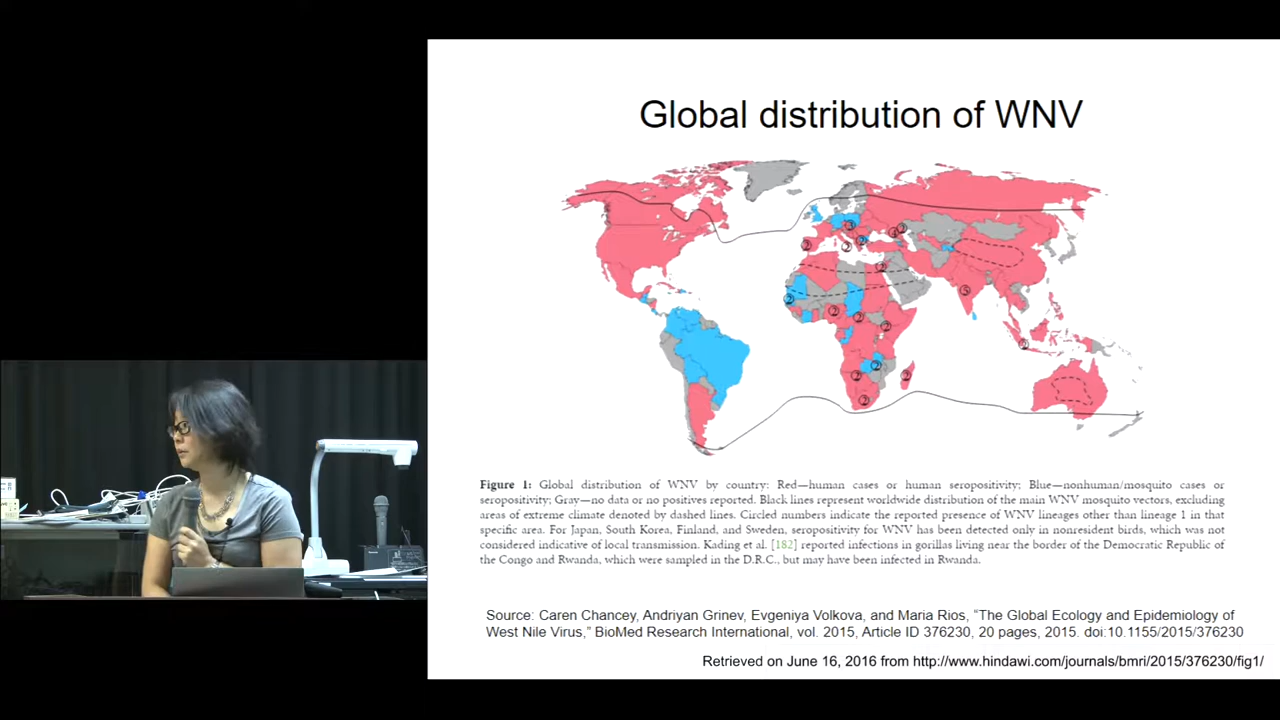 Global distribution of WNV
Figure 1: Global distribution of WNV by country: Red—human cases or human seropositivity; Blue—nonhuman/mosquito cases or
seropositivity; Gray—no data or no positives reported. Black lines represent worldwide distribution of the main WNV mosquito vectors, excluding
areas of extreme climate denoted by dashed lines. Circled numbers indicate the reported presence of WNV lineages other than lineage 1 in that
specific area. For Japan, South Korea, Finland, and Sweden, seropositivity for WNV has been detected only in nonresident birds, which was not
considered indicative of local transmission. Kading et al. [182] reported infections in gorillas living near the border of the Democratic Republic of
the Congo and Rwanda, which were sampled in the D.R.C., but may have been infected in Rwanda.
Source: Caren Chancey, Andriyan Grinev, Evgeniya Volkova, and Maria Rios, “The Global Ecology and Epidemiology of
West Nile Virus,” BioMed Research International, vol. 2015, Article ID 376230, 20 pages, 2015. doi:10.1155/2015/376230
Retrieved on June 16, 2016 from http://www.hindawi.com/journals/bmri/2015/376230/fig1/